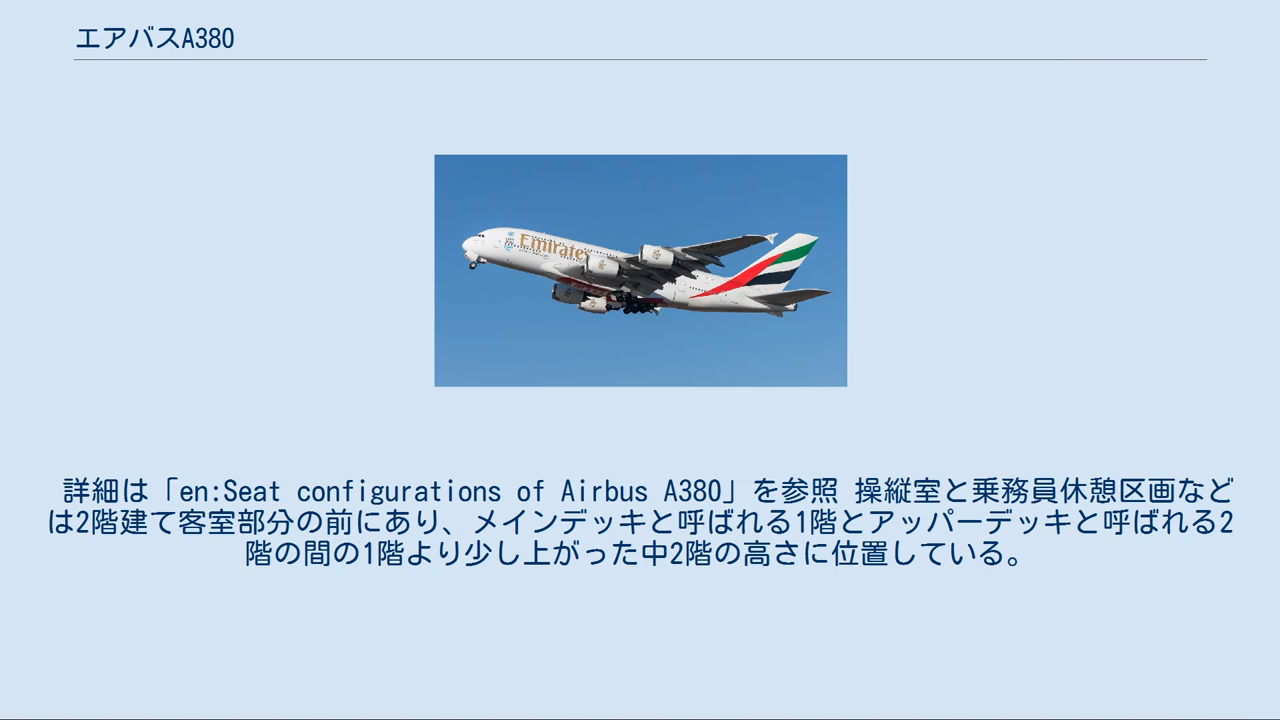 エアバスA380
Emirates
詳細は「en:Seat configurations of Airbus A380」を参照 操縦室と乗務員休憩区画など
は2階建て客室部分の前にあり、メインデッキと呼ばれる1階とアッパーデッキと呼ばれる2
階の間の1階より少し上がった中2階の高さに位置している。